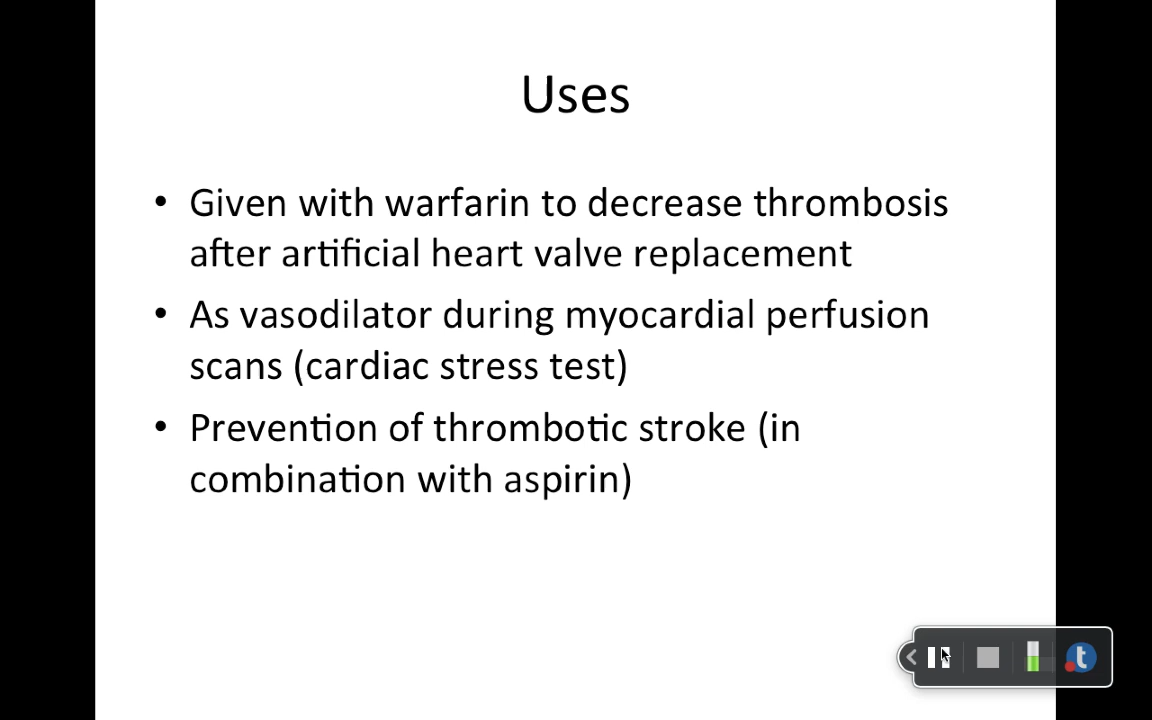 Uses
• Given with warfarin to decrease thrombosis
after artificial heart valve replacement
• As vasodilator during myocardial perfusion
scans (cardiac stress test)
• Prevention of thrombotic stroke (in
combination with aspirin)
t